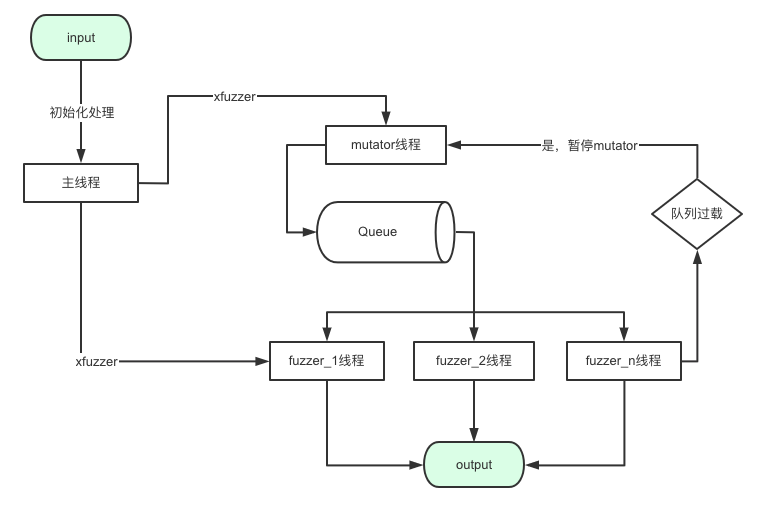 input
初始化处理
xfuzzer
主线程
mutator线程
是，暂停mutator
队列过载
Queue
xfuzzer
fuzzer_1线程
fuzzer_2线程
fuzzer_n线程
output